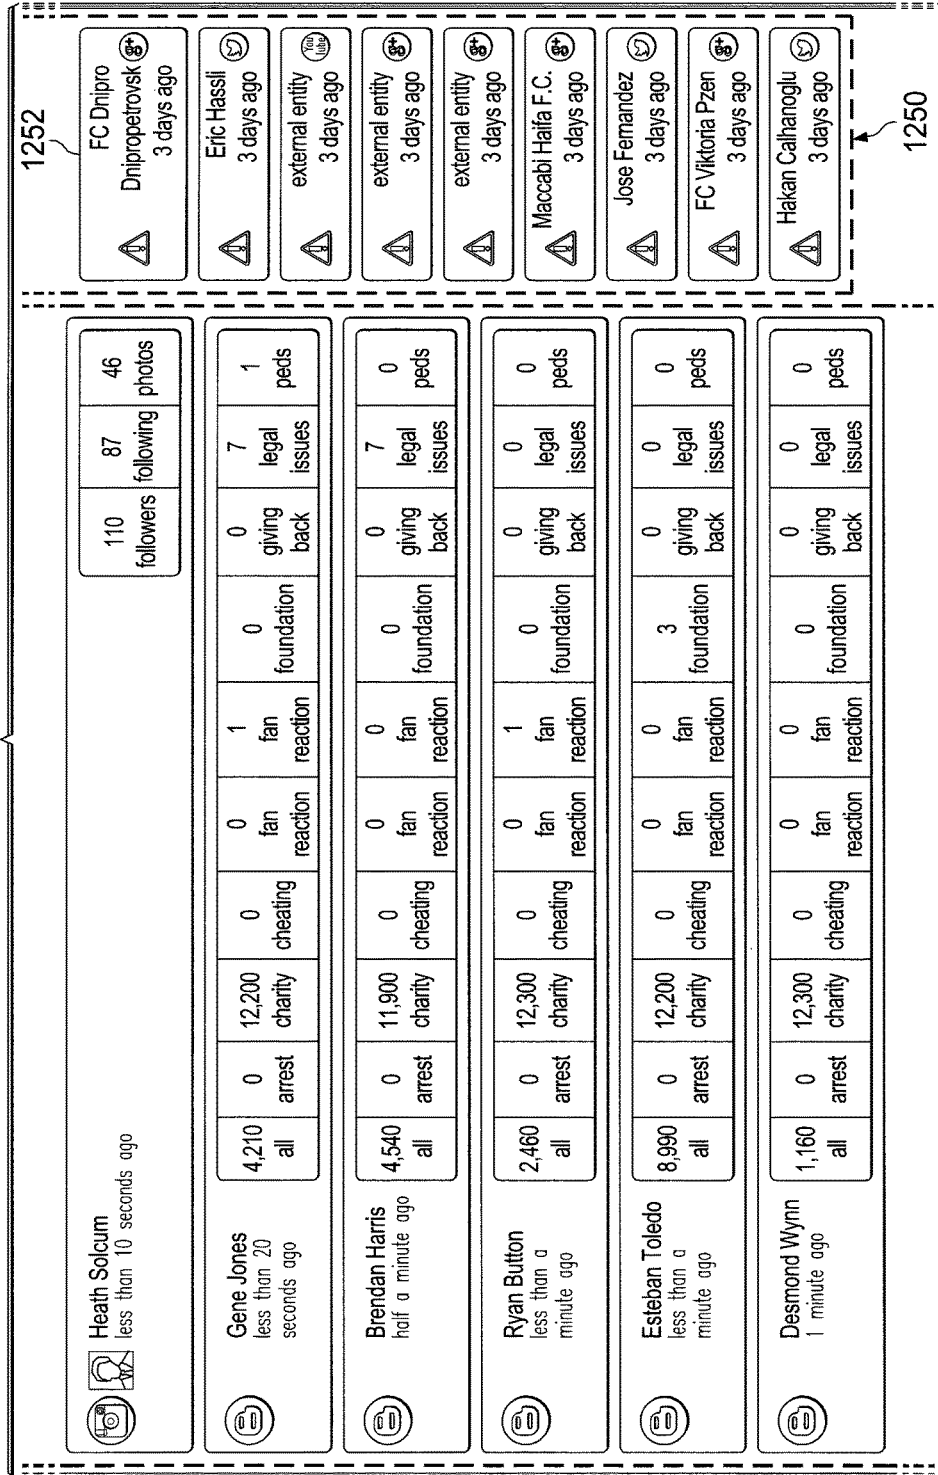 Heath Solcum
less than 10 seconds ago
110
followers
87
following
46
photos
Gene Jones
less than 20
seconds ago
4,210
all
0
arrest
12,200
charity
0
cheating
0
fan
reaction
1
fan
reaction
0
foundation
0
giving
back
7
legal
issues
1
peds
Brendan Harris
half a minute ago
4,540
all
0
arrest
11,900
charity
0
cheating
0
fan
reaction
0
fan
reaction
0
foundation
0
giving
back
7
legal
issues
0
peds
Ryan Button
less than a
minute ago
2,460
all
0
arrest
12,300
charity
0
cheating
0
fan
reaction
1
fan
reaction
0
foundation
0
giving
back
0
legal
issues
0
peds
Esteban Toledo
less than a
minute ago
8,990
all
0
arrest
12,200
charity
0
cheating
0
fan
reaction
0
fan
reaction
3
foundation
0
giving
back
0
legal
issues
0
peds
Desmond Wynn
1 minute ago
1,160
all
0
arrest
12,300
charity
0
cheating
0
fan
reaction
0
fan
reaction
0
foundation
0
giving
back
0
legal
issues
0
peds
1252
FC Dnipro
Dnipropetrovsk g+
3 days ago
Eric Hassli
3 days ago
external entity You Tube
3 days ago
external entity g+
3 days ago
external entity g+
3 days ago
Maccabi Haifa F.C. g+
3 days ago
Jose Fernandez
3 days ago
FC Viktoria Pzen g+
3 days ago
Hakan Calhanoglu
3 days ago
1250